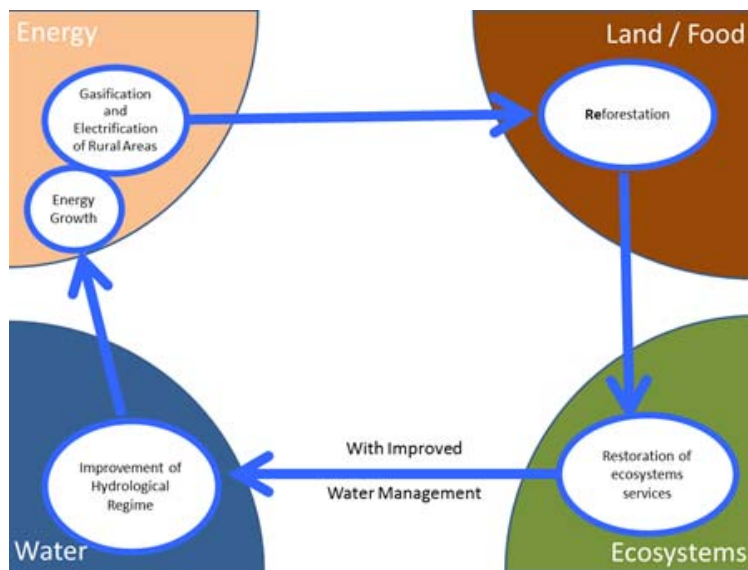 Energy
Gasification
and
Electrification
of Rural Areas
Energy
Growth
Land / Food
Reforestation
With Improved
Water Management
Improvement of
Hydrological
Regime
Water
Restoration of
ecosystems
services
Ecosystems